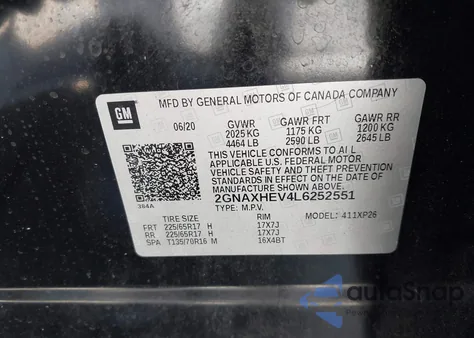 MFD BY GENERAL MOTORS OF CANADA COMPANY
GM
06/20 GVWR GAWR FRT GAWR RR
2025 KG 1175 KG 1200 KG
4464 LB 2590 LB 2645 LB
THIS VEHICLE CONFORMS TO ALL
APPLICABLE U.S. FEDERAL MOTOR
VEHICLE SAFETY AND THEFT PREVENTION
STANDARDS IN EFFECT ON THE DATE OF
MANUFACTURE SHOWN ABOVE.
2GNAXHEV4L6252551
384A TYPE: M.P.V. MODEL: 411XP26
TIRE SIZE RIM
FRT 225/65R17 H 17X7J
RR 225/65R17 H 17X7J
SPA T135/70R16 M 16X4BT
autoSnap